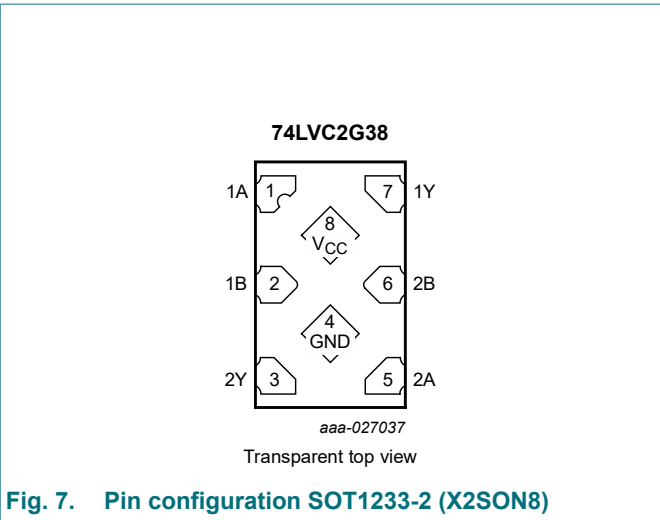 74LVC2G38
1A 1 7 1Y
8
VCC
1B 2 6 2B
4
GND
2Y 3 5 2A
aaa-027037
Transparent top view
Fig. 7. Pin configuration SOT1233-2 (X2SON8)